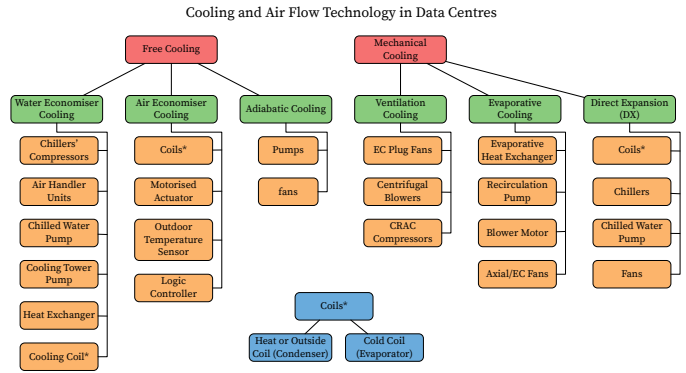 Cooling and Air Flow Technology in Data Centres
Free Cooling
Mechanical
Cooling
Water Economiser
Cooling
Air Economiser
Cooling
Adiabatic Cooling
Ventilation
Cooling
Evaporative
Cooling
Direct Expansion
(DX)
Chillers'
Compressors
Air Handler
Units
Chilled Water
Pump
Cooling Tower
Pump
Heat Exchanger
Cooling Coil*
Coils*
Motorised
Actuator
Outdoor
Temperature
Sensor
Logic
Controller
Pumps
fans
EC Plug Fans
Centrifugal
Blowers
CRAC
Compressors
Evaporative
Heat Exchanger
Recirculation
Pump
Blower Motor
Axial/EC Fans
Coils*
Chillers
Chilled Water
Pump
Fans
Coils*
Heat or Outside
Coil (Condenser)
Cold Coil
(Evaporator)